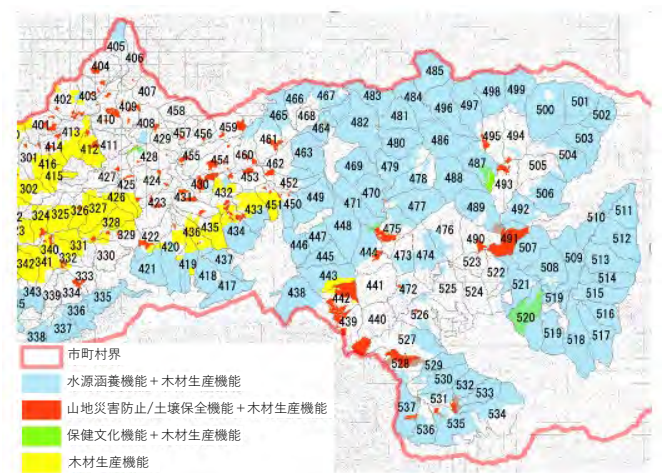 405
406
404
402 403 407
409 458
401 413 410 408 457 456 459 465 466 467 483 484 485 498 499
468 482 481 496 497 500 501 502
414 412 411 429 461 464 503
301 416 428 455 454 460 462 480 486 495 494 504
415 453 469 479 487 505
302 427 425 424 430 452 478 488 493
426 431 432 470 506
324 325 326 327 423 433 451 450 449 471 477 489 492 510 511
328 436 435 434 447 448 475 476 490 491 512
340 331 329 422 420 446 444 473 474 507 509 513
342 341 332 330 421 419 437 445 523 508 514
333 418 443 441 472 522 521 515
343 339 334 335 417 438 442 525 524 519
336 439 440 526 520 516
338 337 527 519 518 517
528 529
530 532 533
531
537 536 535 534
市町村界
水源涵養機能+木材生産機能
山地災害防止/土壌保全機能+木材生産機能
保健文化機能+木材生産機能
木材生産機能